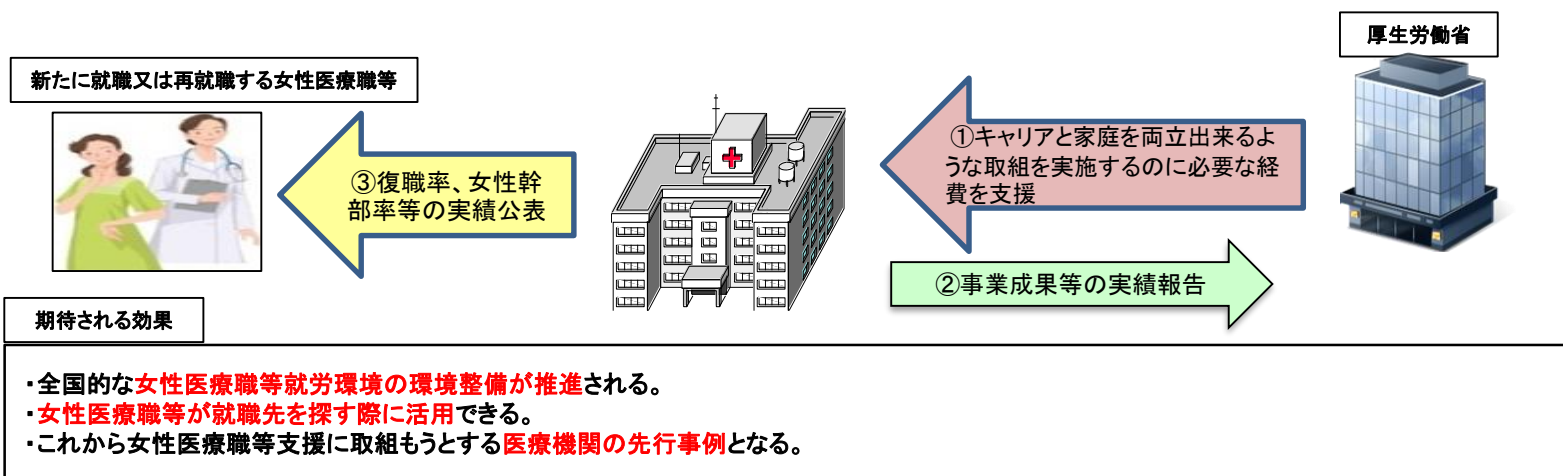 厚生労働省
新たに就職又は再就職する女性医療職等
①キャリアと家庭を両立出来るよ
うな取組を実施するのに必要な経
費を支援
③復職率、女性幹
部率等の実績公表
②事業成果等の実績報告
期待される効果
・全国的な女性医療職等就労環境の環境整備が推進される。
・女性医療職等が就職先を探す際に活用できる。
・これから女性医療職等支援に取組もうとする医療機関の先行事例となる。